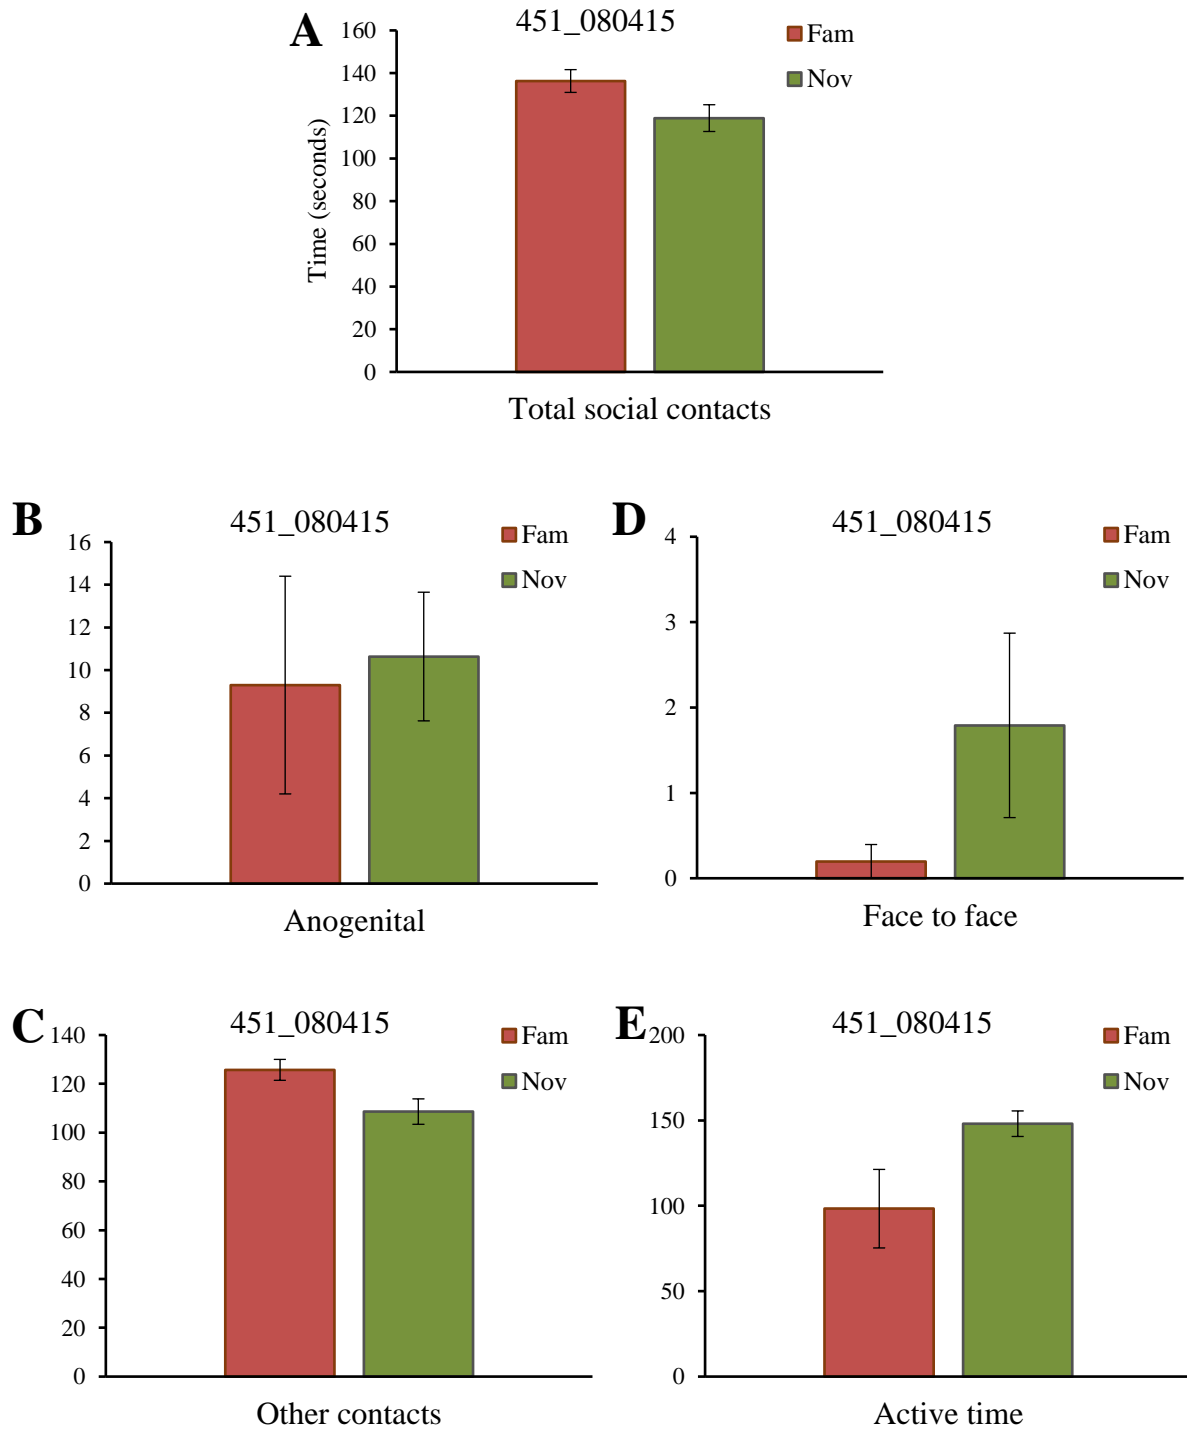 A
451_080415
Fam
Nov
Time (seconds)
160
140
120
100
80
60
40
20
0
Total social contacts
B
451_080415
Fam
Nov
16
14
12
10
8
6
4
2
0
Anogenital
D
451_080415
Fam
Nov
4
3
2
1
0
Face to face
C
451_080415
Fam
Nov
140
120
100
80
60
40
20
0
Other contacts
E
451_080415
Fam
Nov
200
150
100
50
0
Active time